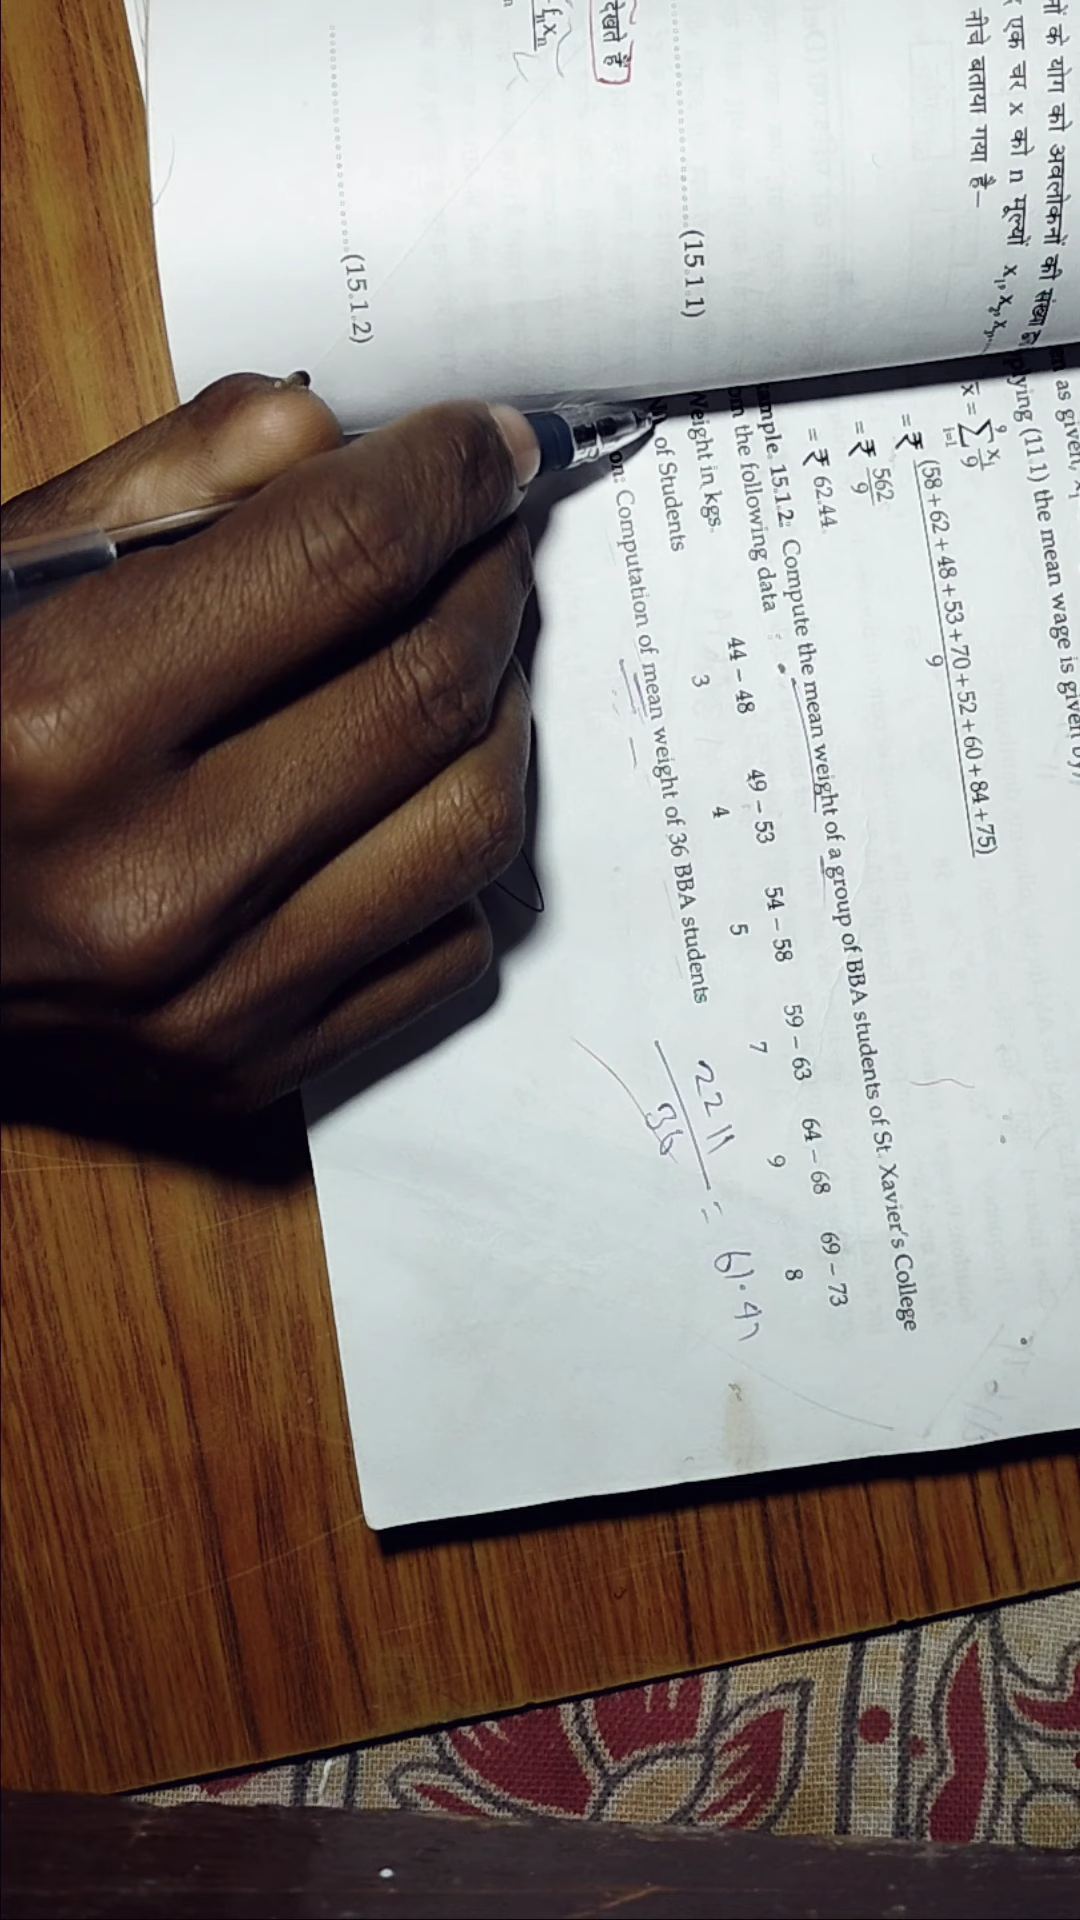 नों के योग को अवलोकनों की संख्या
एक चर x को n मूल्यों x₁, x₂, x₃,...
नीचे बताया गया है–
..........(15.1.1)
देखते हैं
..........(15.1.2)
as given,
plying (11.1) the mean wage is given by,
x̄ = ∑ᵢ₌₁⁹ xᵢ/9
= ₹ (58+62+48+53+70+52+60+84+75)/9
= ₹ 562/9
= ₹ 62.44.
ample. 15.1.2: Compute the mean weight of a group of BBA students of St. Xavier's College
om the following data
Weight in kgs. 44 – 48 49 – 53 54 – 58 59 – 63 64 – 68 69 – 73
of Students 3 4 5 7 9 8
on: Computation of mean weight of 36 BBA students
36 = 61.47